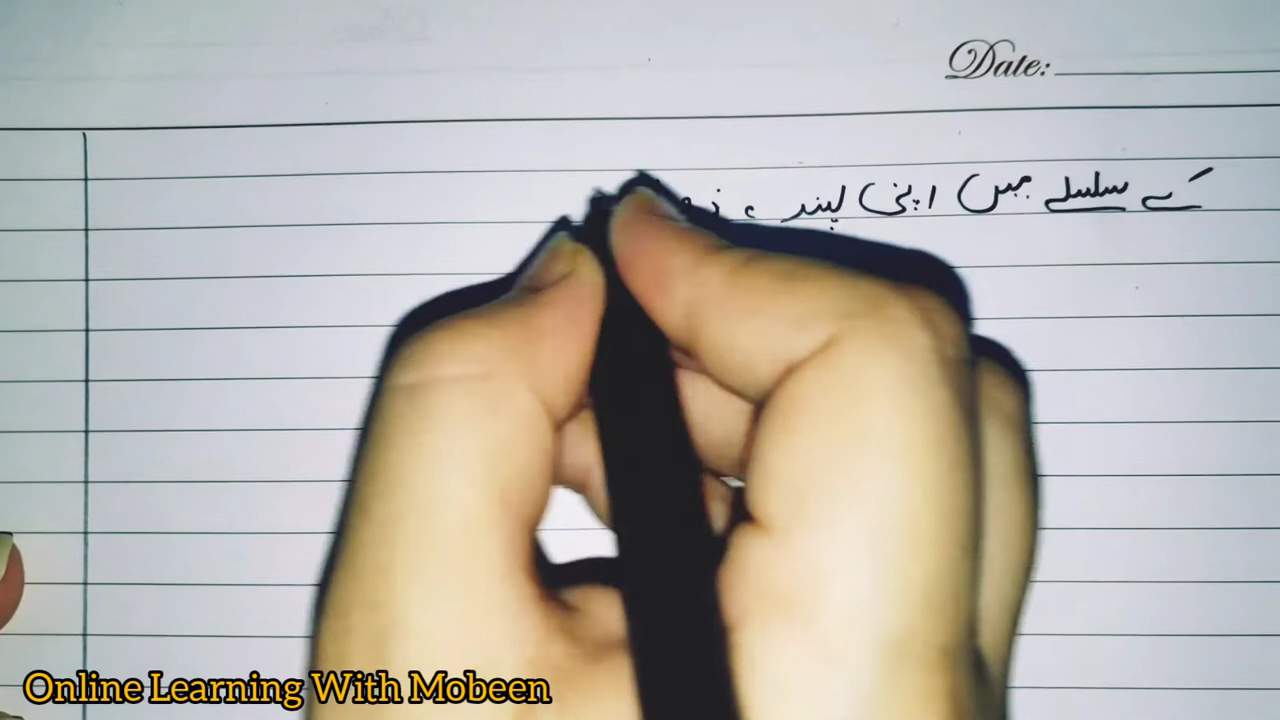 Date:
کے سلسلے میں اپنی پسند ،
Online Learning With Mobeen